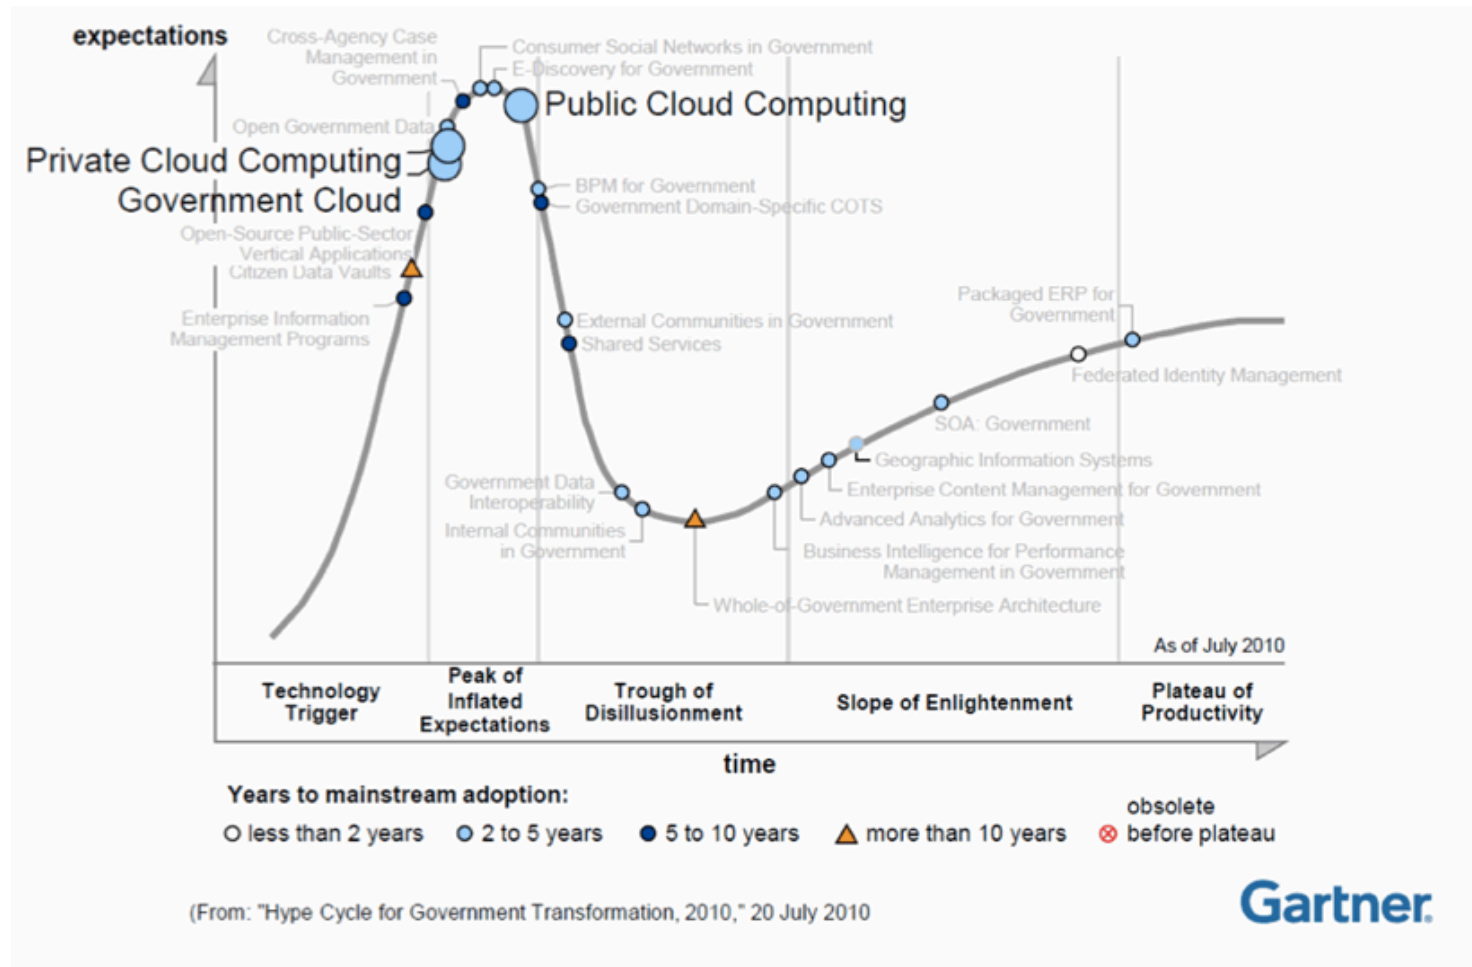 expectations
Cross-Agency Case
Management in
Government
Consumer Social Networks in Government
E-Discovery for Government
Public Cloud Computing
Open Government Data
Private Cloud Computing
Government Cloud
BPM for Government
Government Domain-Specific COTS
Open-Source Public-Sector
Vertical Applications
Citizen Data Vaults
Enterprise Information
Management Programs
External Communities in Government
Shared Services
Packaged ERP for
Government
Federated Identity Management
SOA: Government
Geographic Information Systems
Enterprise Content Management for Government
Advanced Analytics for Government
Business Intelligence for Performance
Management in Government
Government Data
Interoperability
Internal Communities
in Government
Whole-of-Government Enterprise Architecture
As of July 2010
Technology
Trigger
Peak of
Inflated
Expectations
Trough of
Disillusionment
Slope of Enlightenment
Plateau of
Productivity
time
Years to mainstream adoption:
less than 2 years
2 to 5 years
5 to 10 years
more than 10 years
obsolete
before plateau
(From: "Hype Cycle for Government Transformation, 2010," 20 July 2010
Gartner.